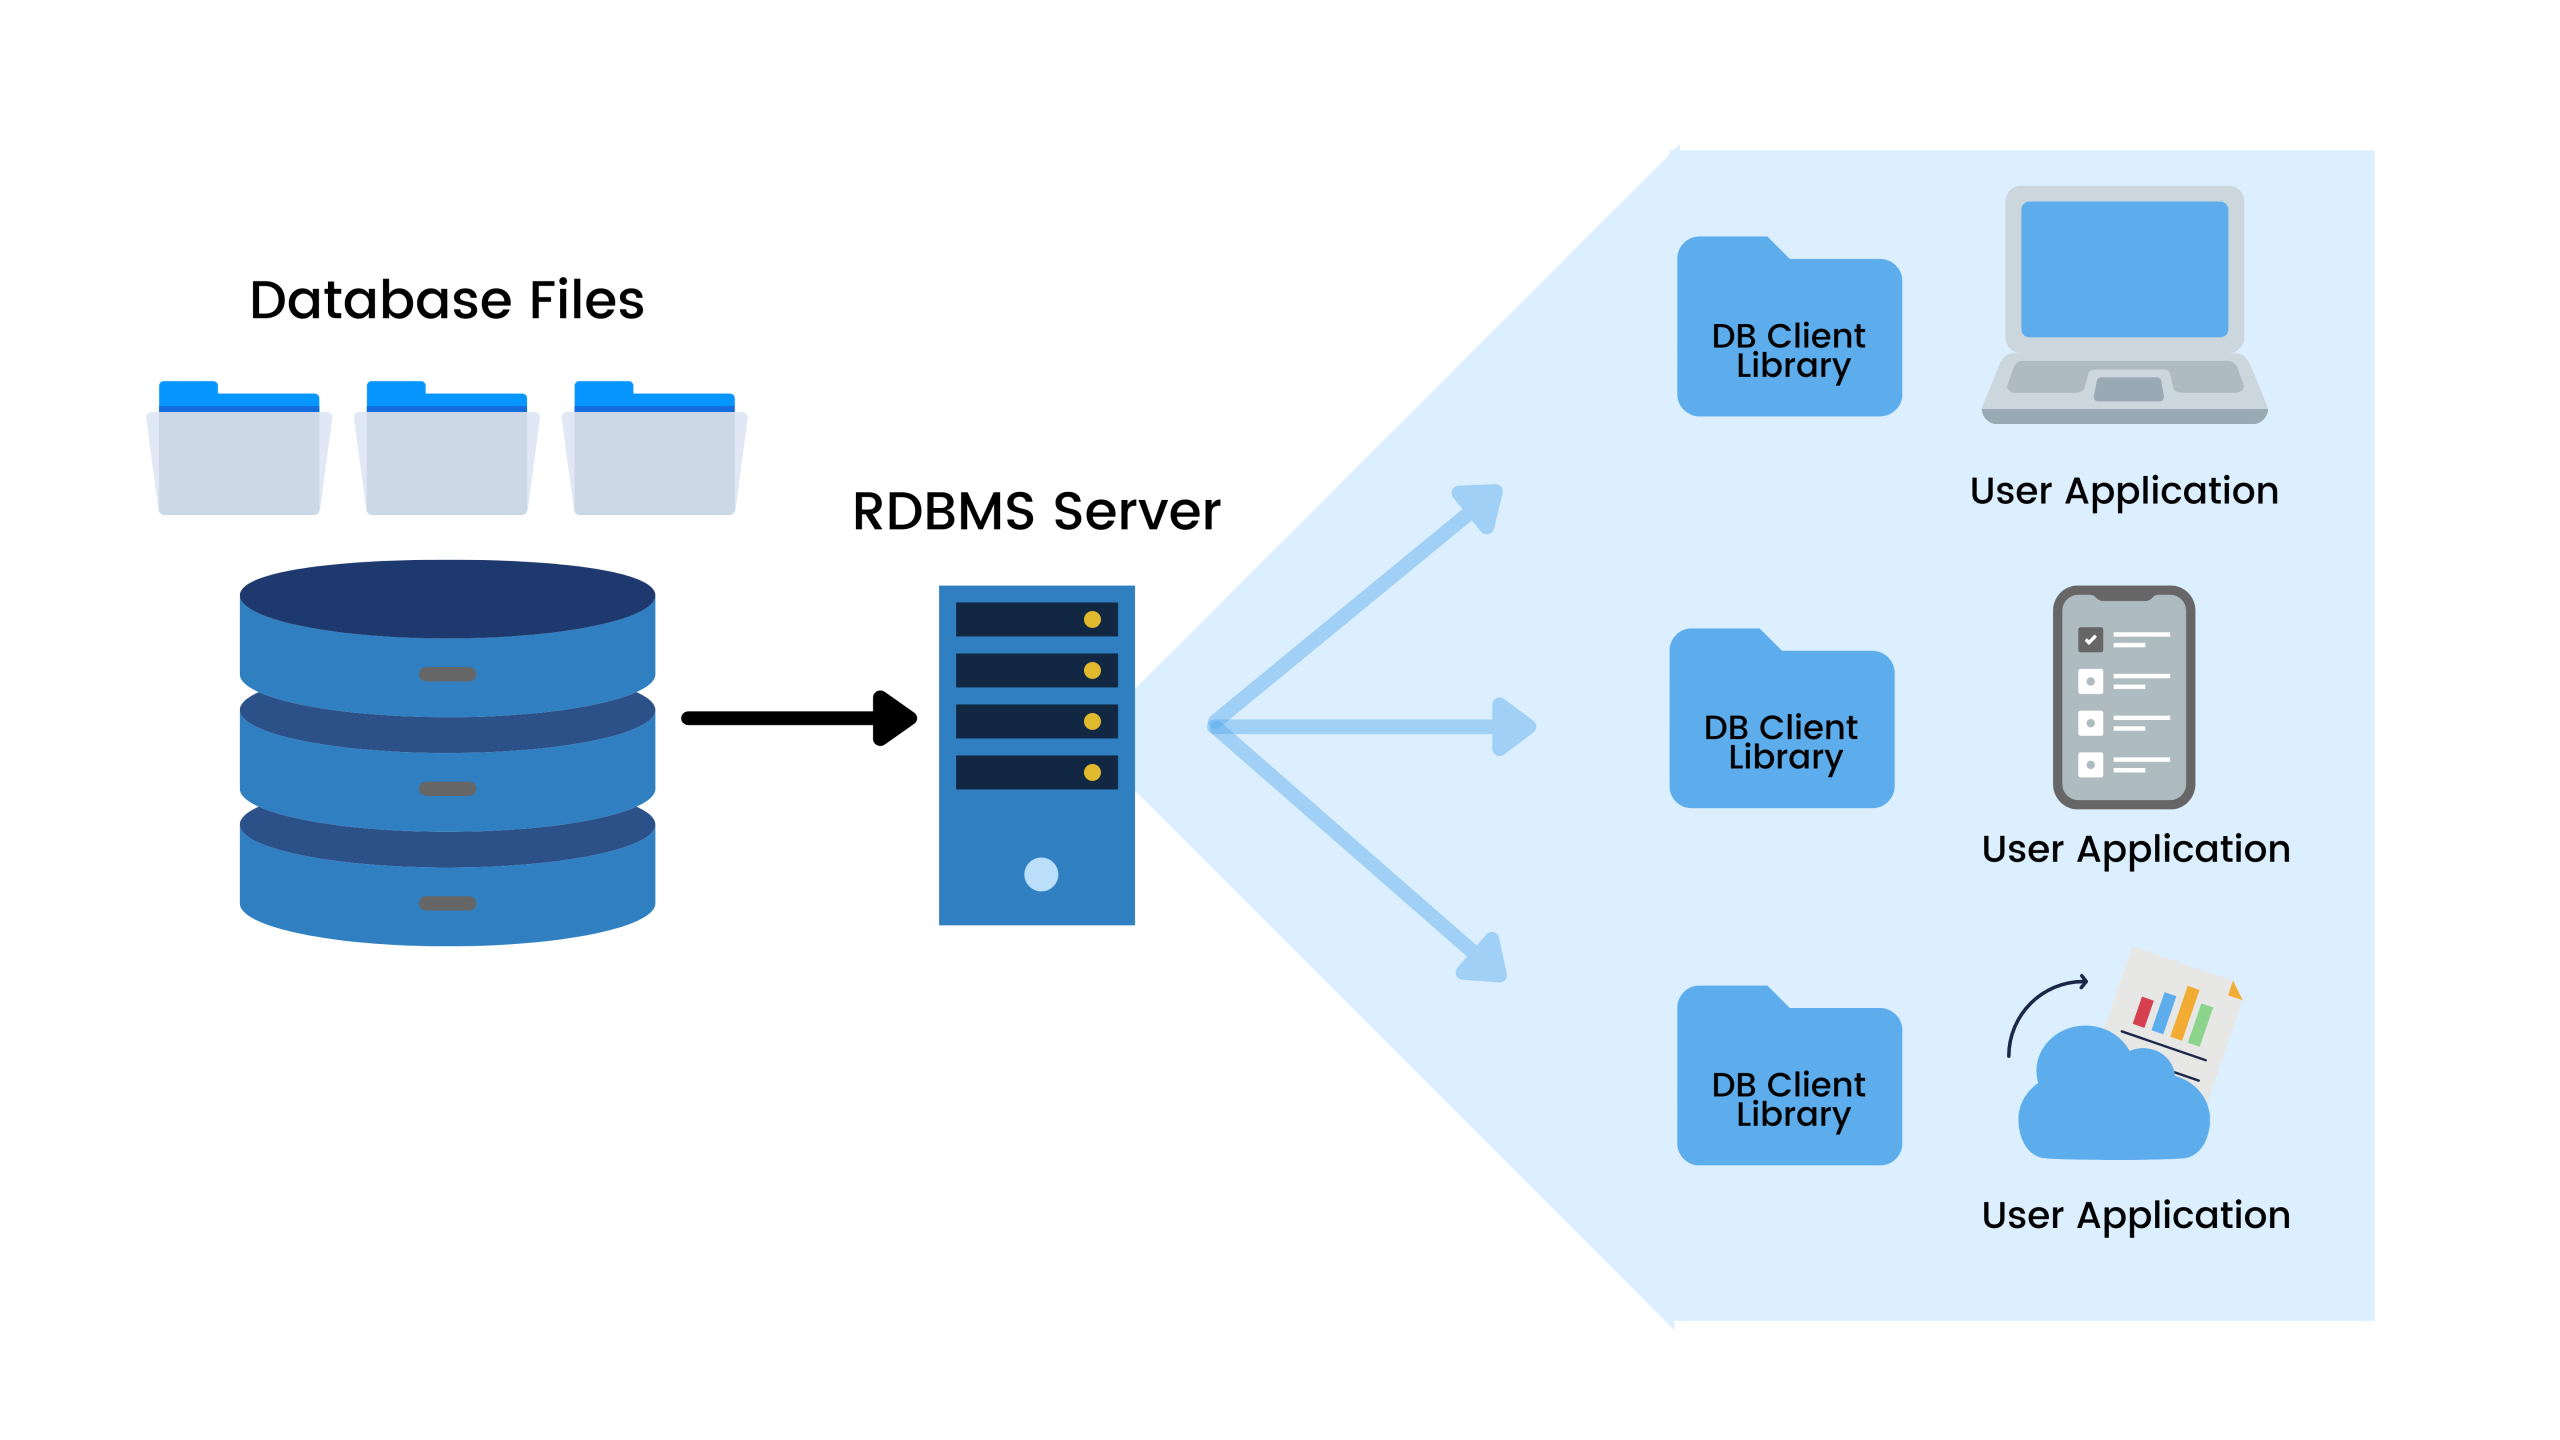 Database Files
RDBMS Server
DB Client
Library
User Application
DB Client
Library
User Application
DB Client
Library
User Application